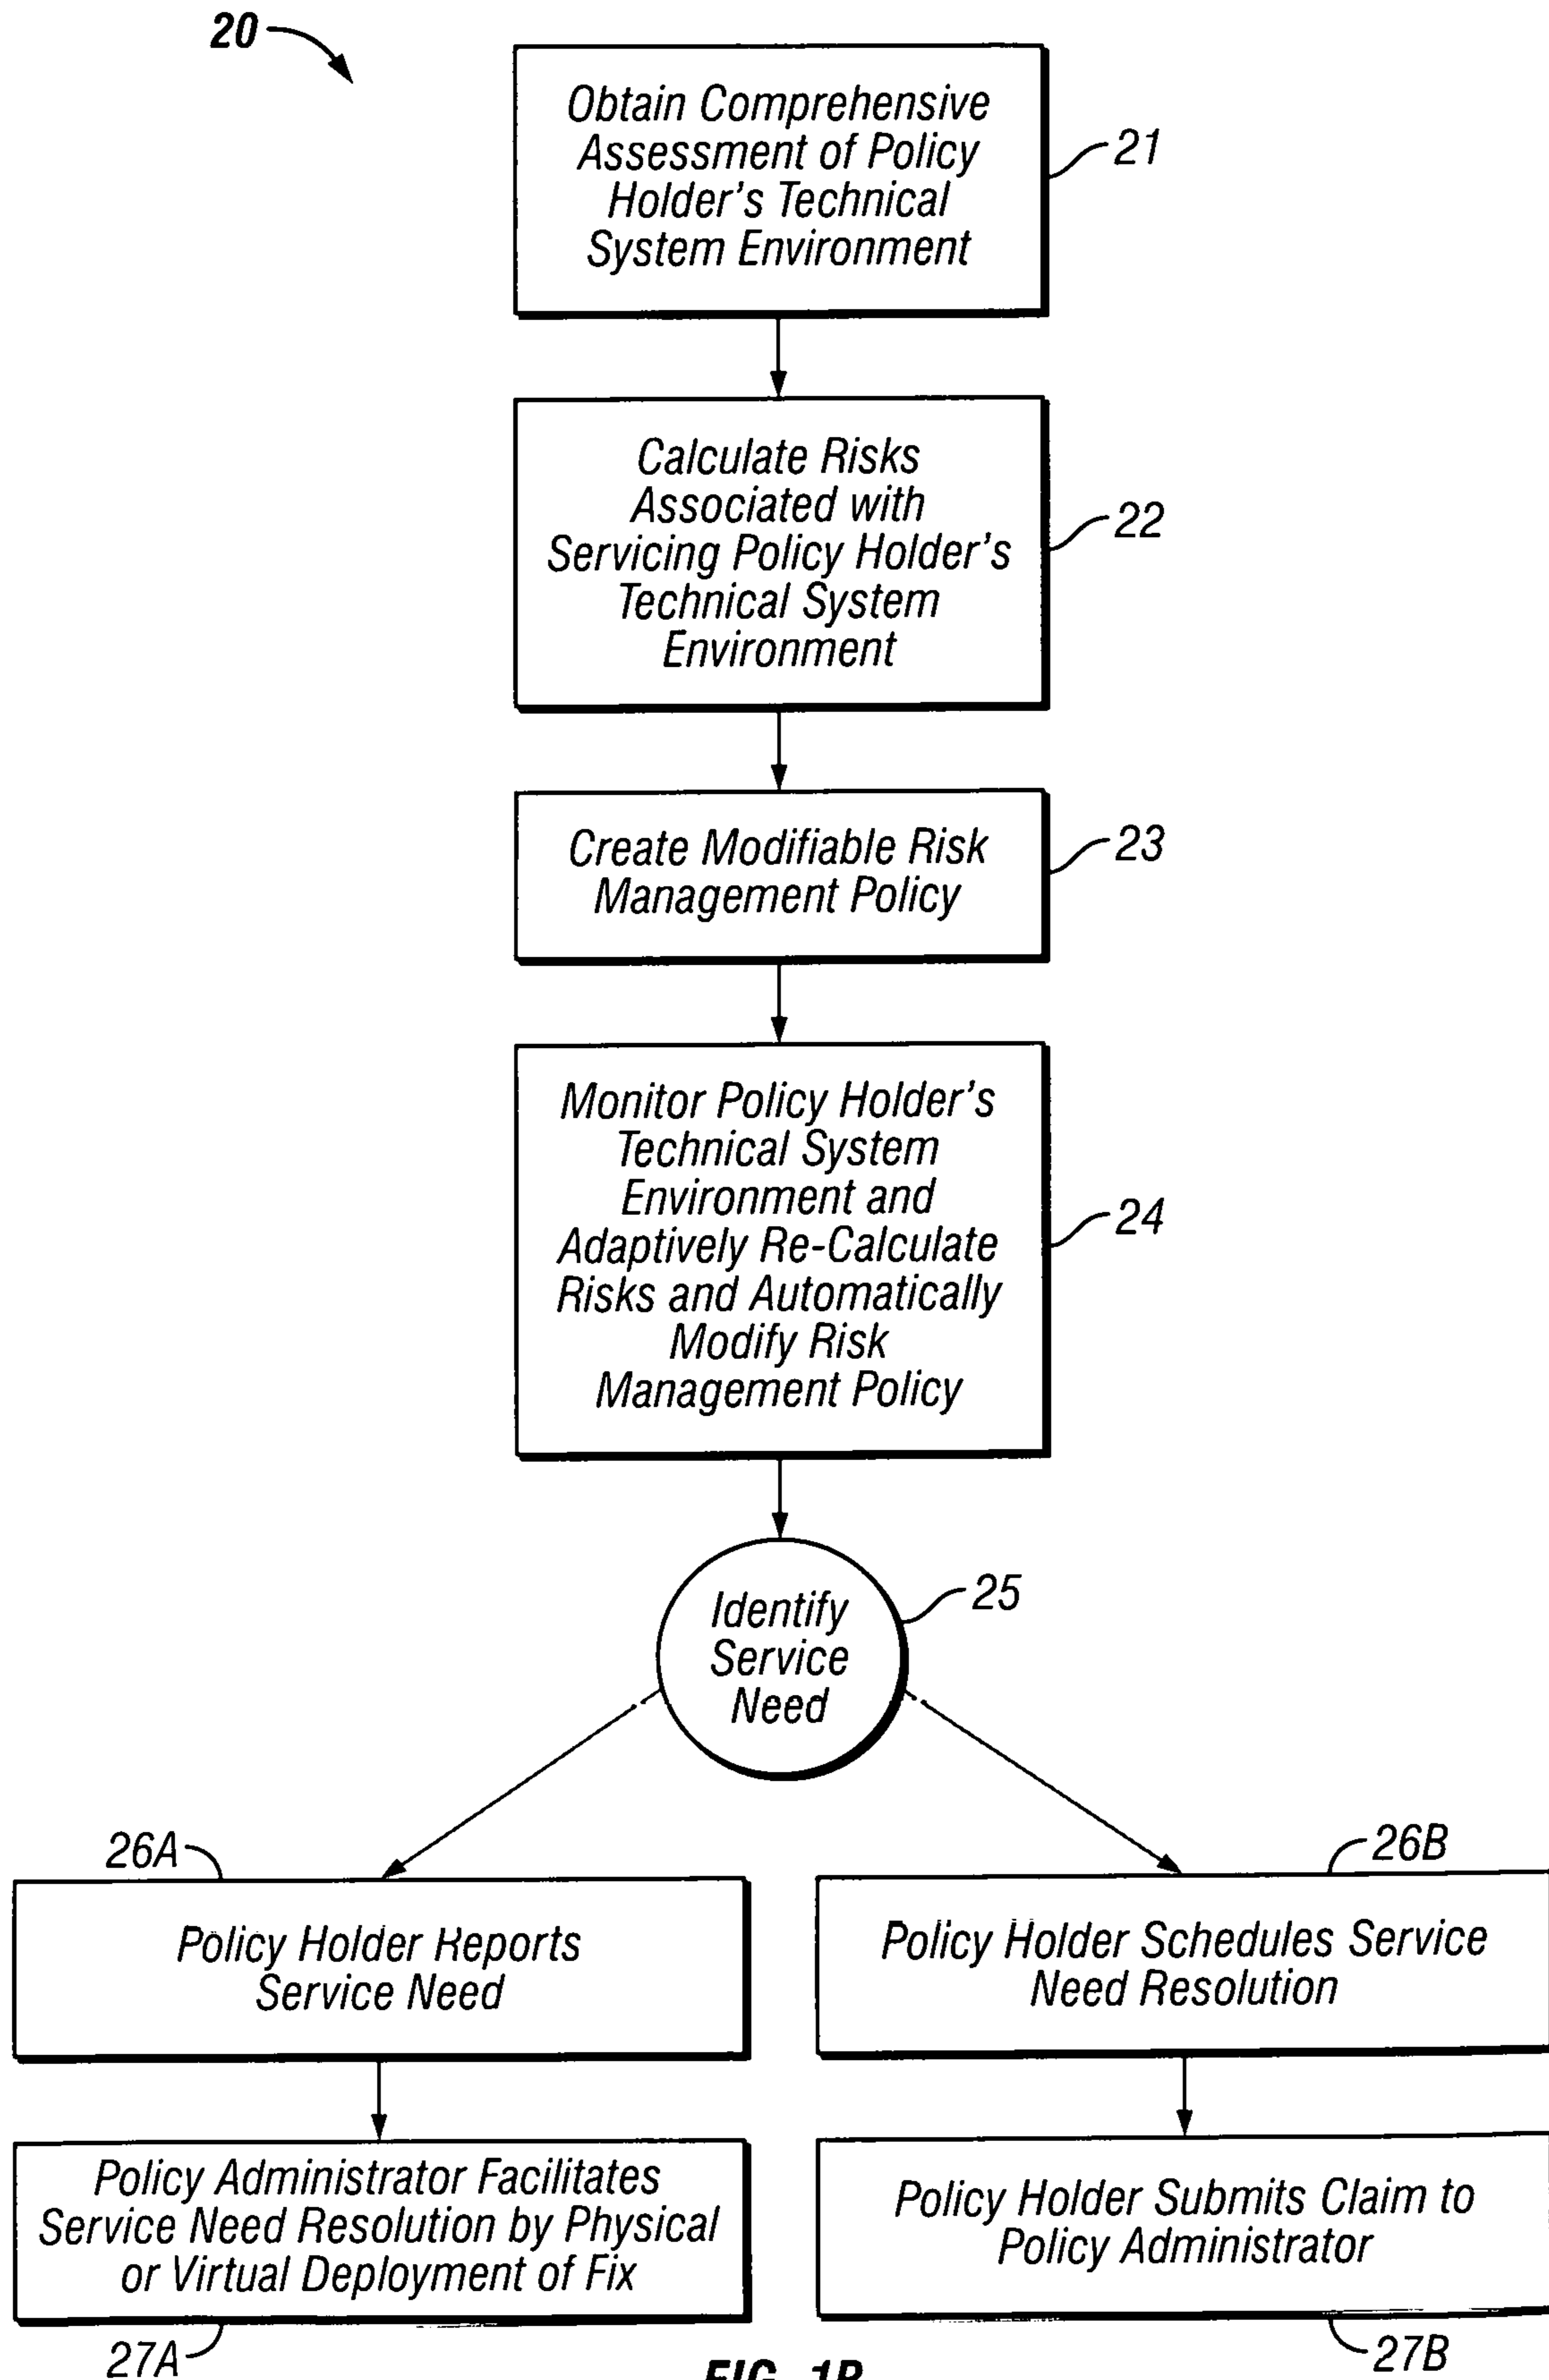 20
Obtain Comprehensive
Assessment of Policy
Holder's Technical
System Environment
21
Calculate Risks
Associated with
Servicing Policy Holder's
Technical System
Environment
22
Create Modifiable Risk
Management Policy
23
Monitor Policy Holder's
Technical System
Environment and
Adaptively Re-Calculate
Risks and Automatically
Modify Risk
Management Policy
24
Identify
Service
Need
25
26A
Policy Holder Reports
Service Need
26B
Policy Holder Schedules Service
Need Resolution
Policy Administrator Facilitates
Service Need Resolution by Physical
or Virtual Deployment of Fix
27A
Policy Holder Submits Claim to
Policy Administrator
27B
FIG. 1B